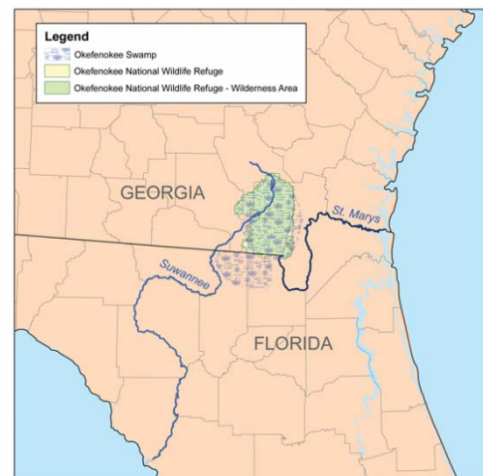 Legend
Okefenokee Swamp
Okefenokee National Wildlife Refuge
Okefenokee National Wildlife Refuge - Wilderness Area
GEORGIA
St. Marys
Suwannee
FLORIDA